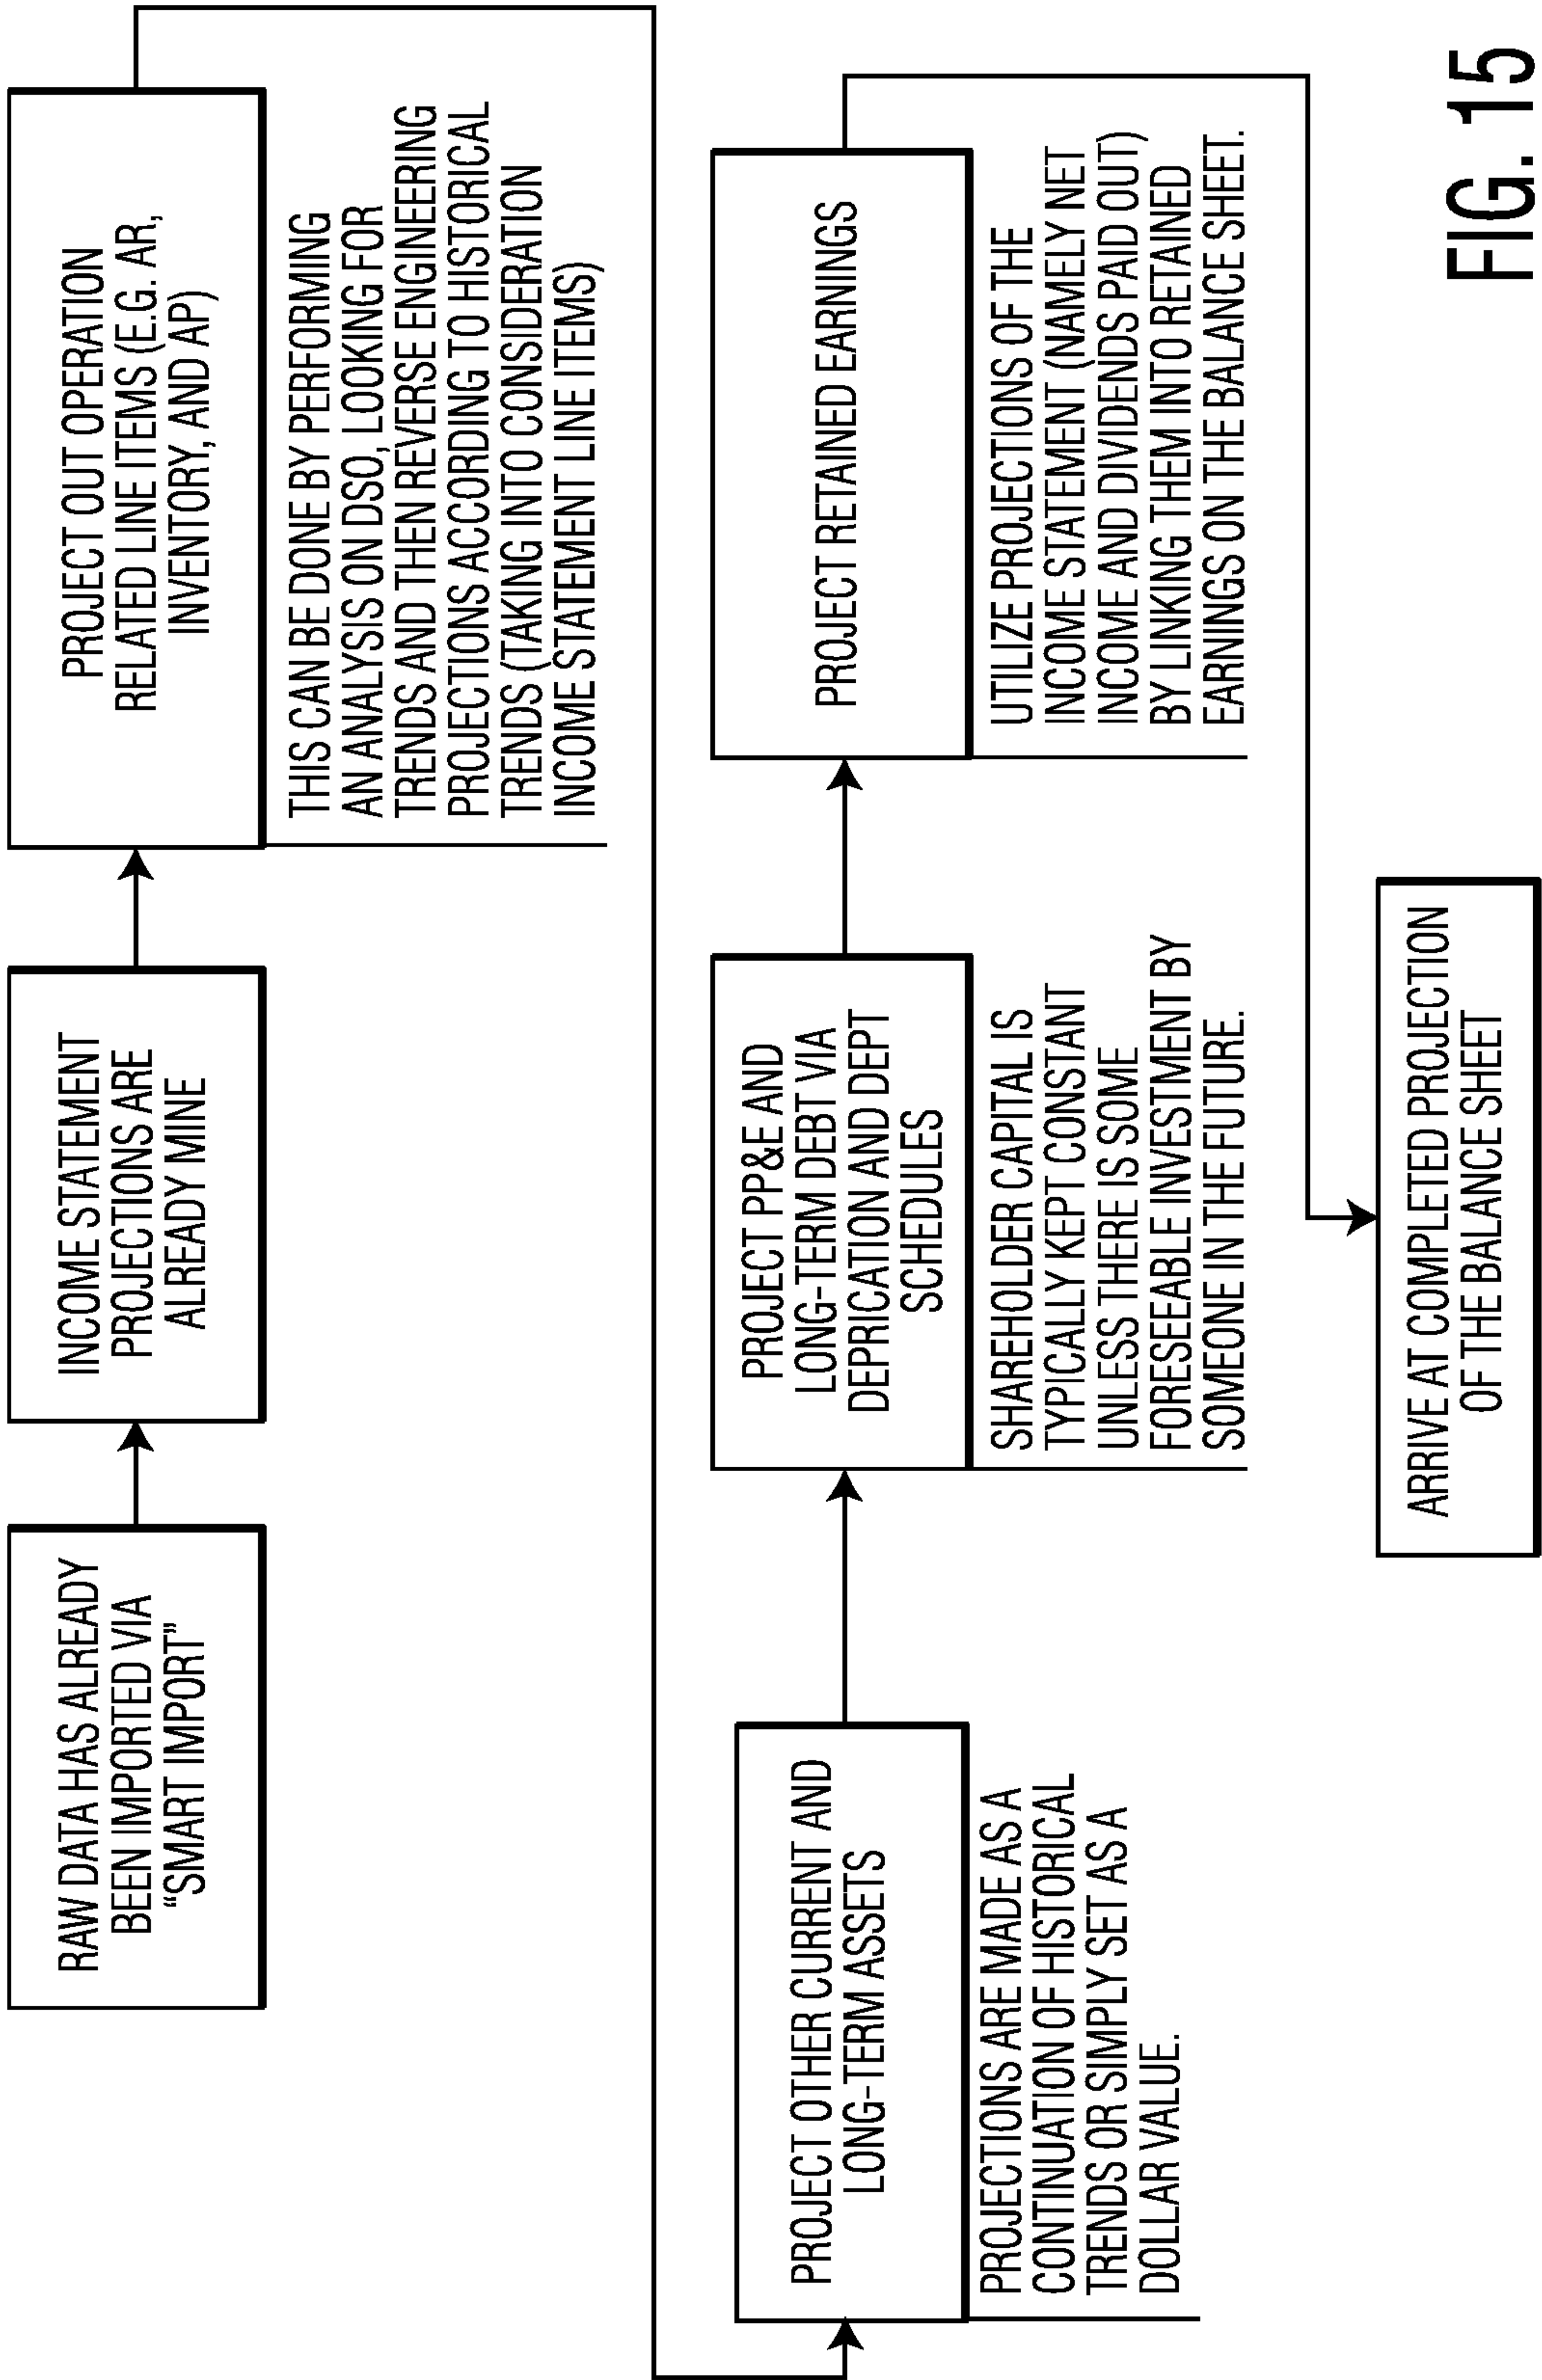 RAW DATA HAS ALREADY
BEEN IMPORTED VIA
“SMART IMPORT”
INCOME STATEMENT
PROJECTIONS ARE
ALREADY MINE
PROJECT OUT OPERATION
RELATED LINE ITEMS (E.G. AR,
INVENTORY, AND AP)
THIS CAN BE DONE BY PERFORMING
AN ANALYSIS ON DSO, LOOKING FOR
TRENDS AND THEN REVERSE ENGINEERING
PROJECTIONS ACCORDING TO HISTORICAL
TRENDS (TAKING INTO CONSIDERATION
INCOME STATEMENT LINE ITEMS)
PROJECT OTHER CURRENT AND
LONG-TERM ASSETS
PROJECTIONS ARE MADE AS A
CONTINUATION OF HISTORICAL
TRENDS OR SIMPLY SET AS A
DOLLAR VALUE.
PROJECT PP&E AND
LONG-TERM DEBT VIA
DEPRICATION AND DEPT
SCHEDULES
SHAREHOLDER CAPITAL IS
TYPICALLY KEPT CONSTANT
UNLESS THERE IS SOME
FORESEEABLE INVESTMENT BY
SOMEONE IN THE FUTURE.
PROJECT RETAINED EARNINGS
UTILIZE PROJECTIONS OF THE
INCOME STATEMENT (NAMELY NET
INCOME AND DIVIDENDS PAID OUT)
BY LINKING THEM INTO RETAINED
EARNINGS ON THE BALANCE SHEET.
ARRIVE AT COMPLETED PROJECTION
OF THE BALANCE SHEET
FIG. 15